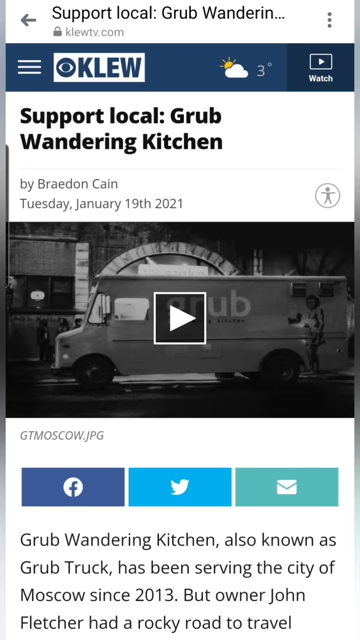 Support local: Grub Wanderin...
klewtv.com
KLEW
3°
Watch
Support local: Grub
Wandering Kitchen
by Braedon Cain
Tuesday, January 19th 2021
grub
kitchen
GTMOSCOW.JPG
Grub Wandering Kitchen, also known as
Grub Truck, has been serving the city of
Moscow since 2013. But owner John
Fletcher had a rocky road to travel